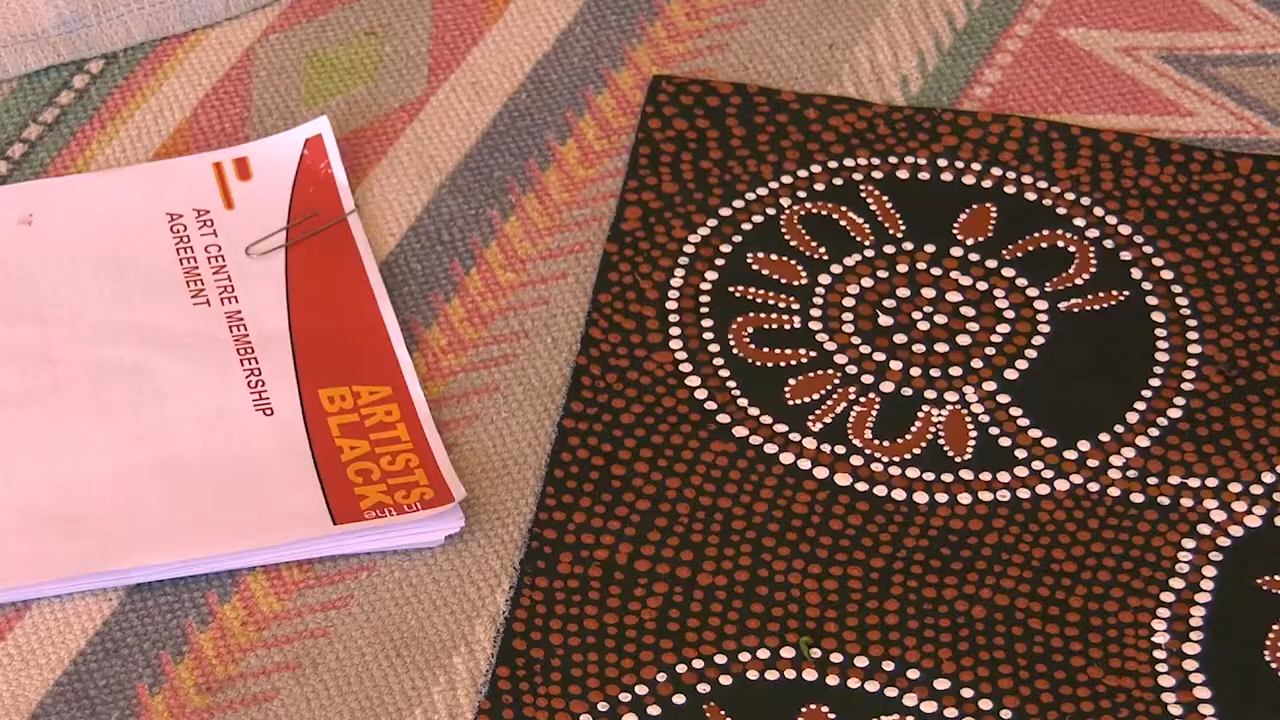 ART CENTRE MEMBERSHIP
AGREEMENT
ARTISTS
in the
BLACK